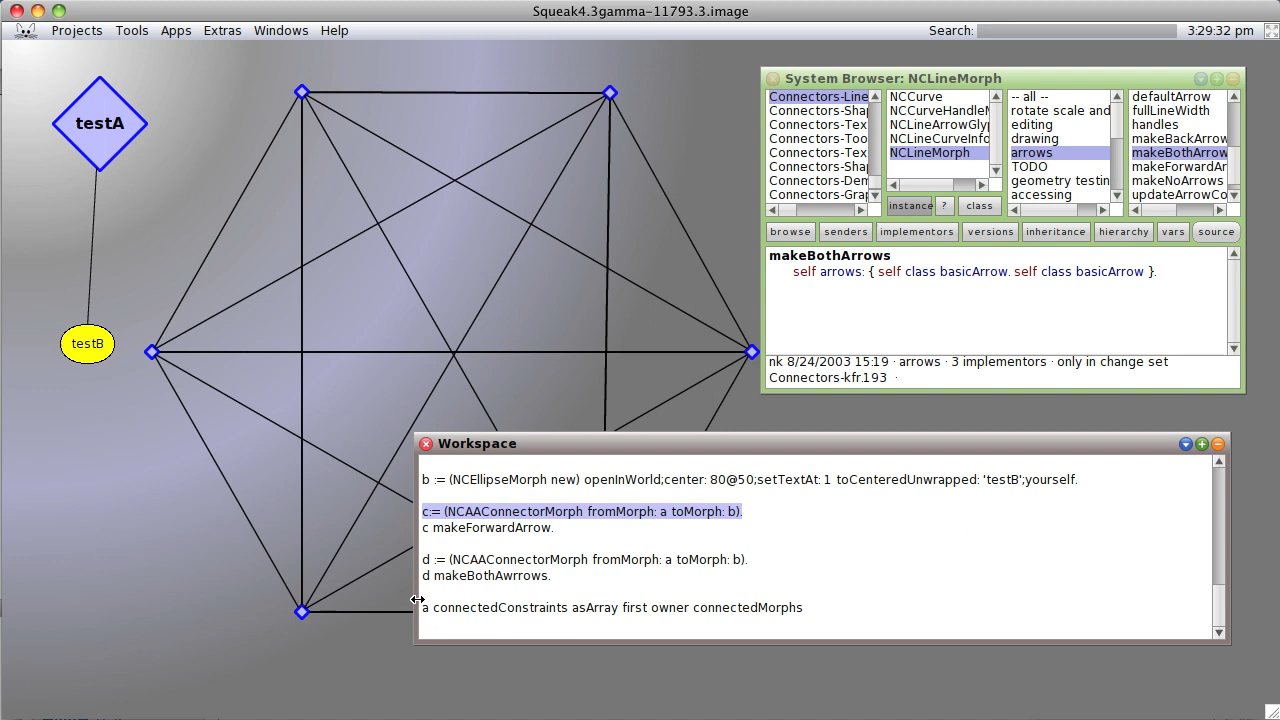 Squeak4.3gamma-11793.3.image
Projects Tools Apps Extras Windows Help Search: 3:29:32 pm
testA
testB
System Browser: NCLineMorph
Connectors-Line
Connectors-Shap
Connectors-Tex
Connectors-Too
Connectors-Tex
Connectors-Shap
Connectors-Dem
Connectors-Grap
NCCurve
NCCurveHandleM
NCLineArrowGlyp
NCLineCurveInfo
NCLineMorph
-- all --
rotate scale and
editing
drawing
arrows
TODO
geometry testin
accessing
defaultArrow
fullLineWidth
handles
makeBackArrow
makeBothArrow
makeForwardAr
makeNoArrows
updateArrowCo
instance ? class
browse senders implementors versions inheritance hierarchy vars source
makeBothArrows
self arrows: { self class basicArrow. self class basicArrow }.
nk 8/24/2003 15:19 · arrows · 3 implementors · only in change set
Connectors-kfr.193 ·
Workspace
b := (NCEllipseMorph new) openInWorld;center: 80@50;setTextAt: 1 toCenteredUnwrapped: 'testB';yourself.
c:= (NCAAConnectorMorph fromMorph: a toMorph: b).
c makeForwardArrow.
d := (NCAAConnectorMorph fromMorph: a toMorph: b).
d makeBothAwrrows.
a connectedConstraints asArray first owner connectedMorphs